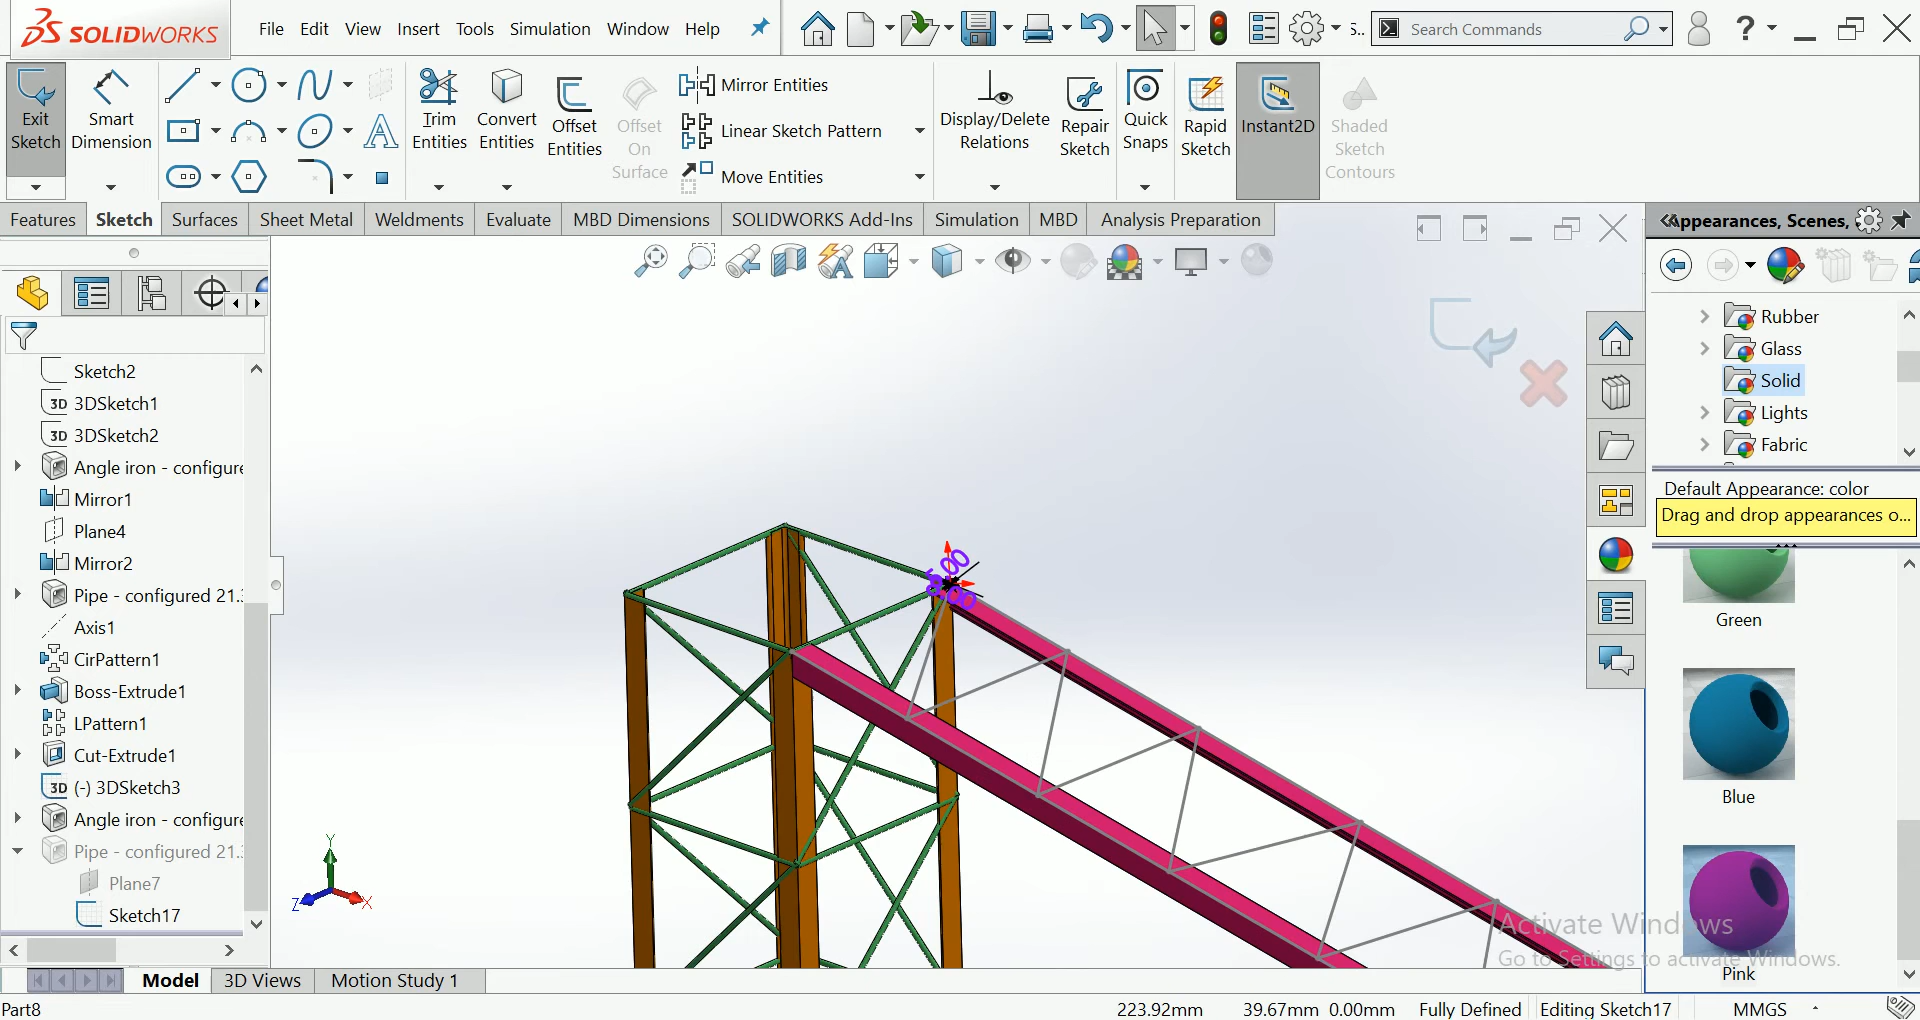 SOLIDWORKS
File Edit View Insert Tools Simulation Window Help
S.. Search Commands
Exit Sketch
Smart Dimension
Trim Entities
Convert Entities
Offset Entities
Offset On Surface
Mirror Entities
Linear Sketch Pattern
Move Entities
Display/Delete Relations
Repair Sketch
Quick Snaps
Rapid Sketch
Instant2D
Shaded Sketch Contours
Features Sketch Surfaces Sheet Metal Weldments Evaluate MBD Dimensions SOLIDWORKS Add-Ins Simulation MBD Analysis Preparation
Appearances, Scenes,
Sketch2
3D 3DSketch1
3D 3DSketch2
Angle iron - configure
Mirror1
Plane4
Mirror2
Pipe - configured 21.
Axis1
CirPattern1
Boss-Extrude1
LPattern1
Cut-Extrude1
3D (-) 3DSketch3
Angle iron - configure
Pipe - configured 21.
Plane7
Sketch17
Y
Z X
Rubber
Glass
Solid
Lights
Fabric
Default Appearance: color
Drag and drop appearances o...
Green
Blue
Pink
Activate Windows
Go to Settings to activate Windows.
Model 3D Views Motion Study 1
Part8
223.92mm 39.67mm 0.00mm Fully Defined Editing Sketch17 MMGS